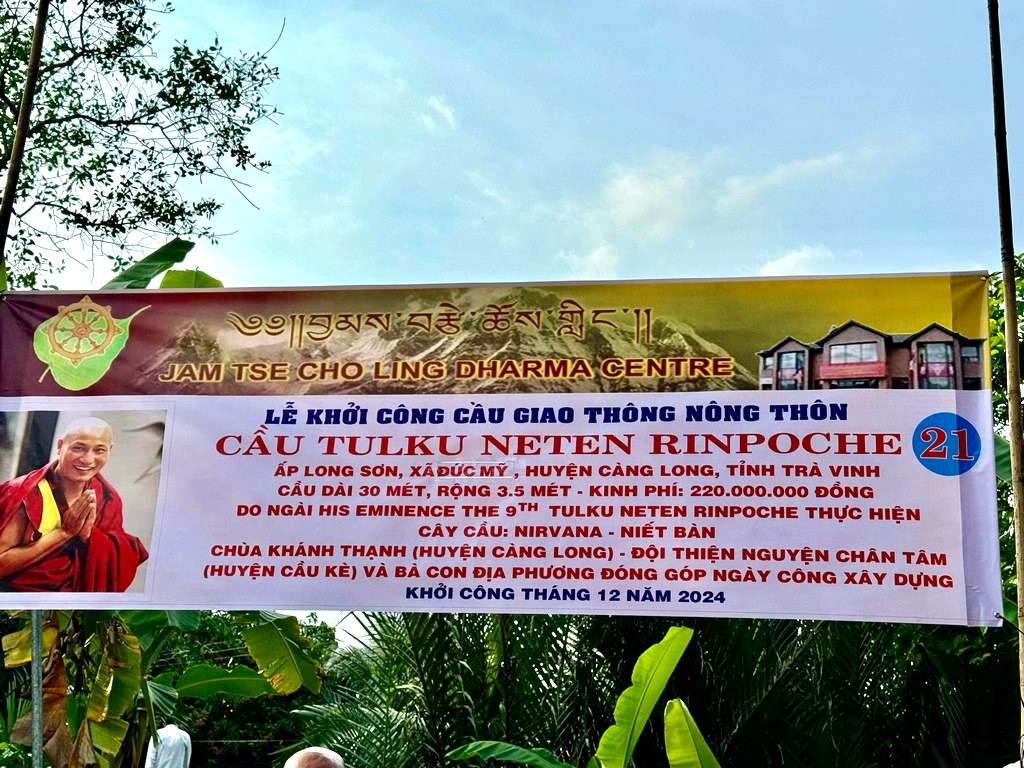 ༄༅།།བྱམས་བརྩེ་ཆོས་གླིང་།།
JAM TSE CHO LING DHARMA CENTRE
LỄ KHỞI CÔNG CẦU GIAO THÔNG NÔNG THÔN
CẦU TULKU NETEN RINPOCHE 21
ẤP LONG SƠN, XÃĐỨC MỸ , HUYỆN CÀNG LONG, TỈNH TRÀ VINH
CẦU DÀI 30 MÉT, RỘNG 3.5 MÉT - KINH PHÍ: 220.000.000 ĐỒNG
DO NGÀI HIS EMINENCE THE 9TH TULKU NETEN RINPOCHE THỰC HIỆN
CÂY CẦU: NIRVANA - NIẾT BÀN
CHÙA KHÁNH THẠNH (HUYỆN CÀNG LONG) - ĐỘI THIỆN NGUYỆN CHÂN TÂM
(HUYỆN CẦU KÈ) VÀ BÀ CON ĐỊA PHƯƠNG ĐÓNG GÓP NGÀY CÔNG XÂY DỰNG
KHỞI CÔNG THÁNG 12 NĂM 2024